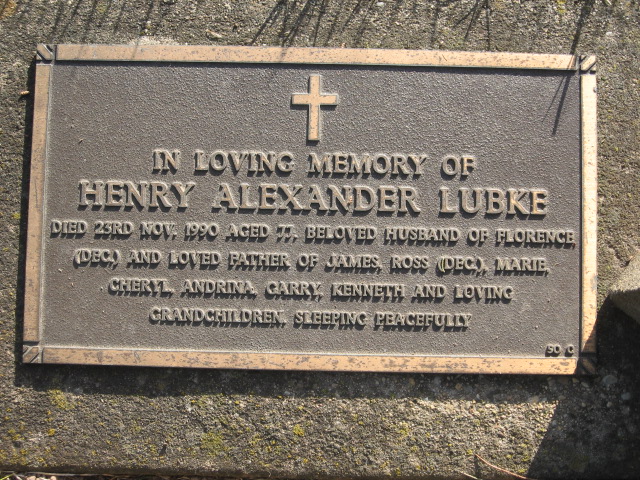 IN LOVING MEMORY OF
HENRY ALEXANDER LUBKE
DIED 23RD NOV. 1990 AGED 77, BELOVED HUSBAND OF FLORENCE
(DEC.) AND LOVED FATHER OF JAMES, ROSS (DEC.), MARIE,
CHERYL, ANDRINA, GARRY, KENNETH AND LOVING
GRANDCHILDREN, SLEEPING PEACEFULLY